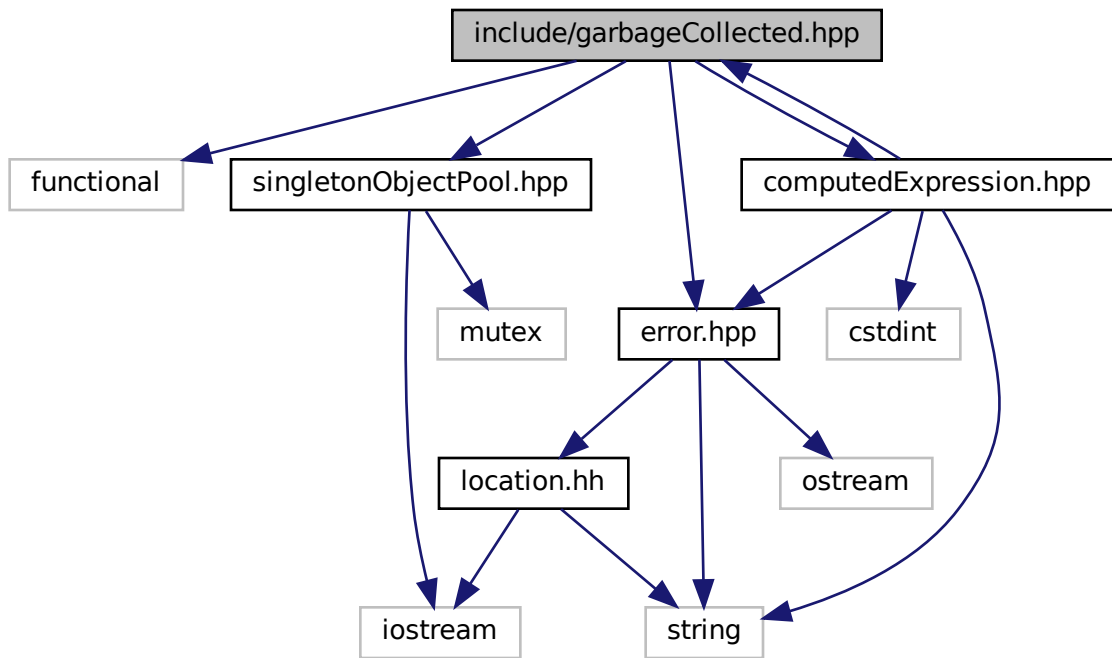 include/garbageCollected.hpp
functional
singletonObjectPool.hpp
computedExpression.hpp
mutex
error.hpp
cstdint
location.hh
ostream
iostream
string